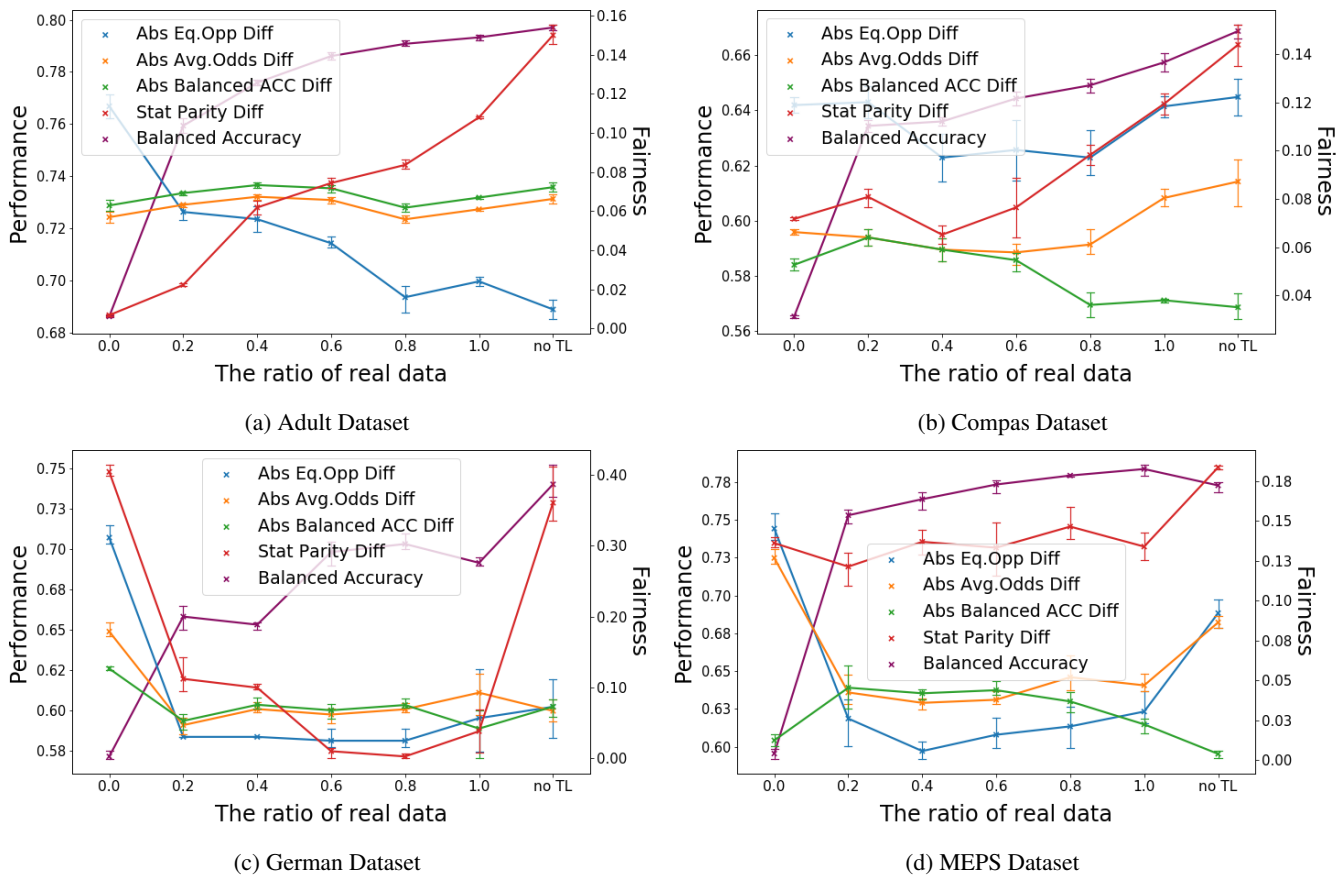 Abs Eq.Opp Diff
Abs Avg.Odds Diff
Abs Balanced ACC Diff
Stat Parity Diff
Balanced Accuracy
0.80
0.78
0.76
0.74
0.72
0.70
0.68
Performance
0.16
0.14
0.12
0.10
0.08
0.06
0.04
0.02
0.00
Fairness
0.0 0.2 0.4 0.6 0.8 1.0 no TL
The ratio of real data
(a) Adult Dataset
Abs Eq.Opp Diff
Abs Avg.Odds Diff
Abs Balanced ACC Diff
Stat Parity Diff
Balanced Accuracy
0.66
0.64
0.62
0.60
0.58
0.56
Performance
0.14
0.12
0.10
0.08
0.06
0.04
Fairness
0.0 0.2 0.4 0.6 0.8 1.0 no TL
The ratio of real data
(b) Compas Dataset
Abs Eq.Opp Diff
Abs Avg.Odds Diff
Abs Balanced ACC Diff
Stat Parity Diff
Balanced Accuracy
0.75
0.73
0.70
0.68
0.65
0.62
0.60
0.58
Performance
0.40
0.30
0.20
0.10
0.00
Fairness
0.0 0.2 0.4 0.6 0.8 1.0 no TL
The ratio of real data
(c) German Dataset
Abs Eq.Opp Diff
Abs Avg.Odds Diff
Abs Balanced ACC Diff
Stat Parity Diff
Balanced Accuracy
0.78
0.75
0.73
0.70
0.68
0.65
0.63
0.60
Performance
0.18
0.15
0.13
0.10
0.08
0.05
0.03
0.00
Fairness
0.0 0.2 0.4 0.6 0.8 1.0 no TL
The ratio of real data
(d) MEPS Dataset